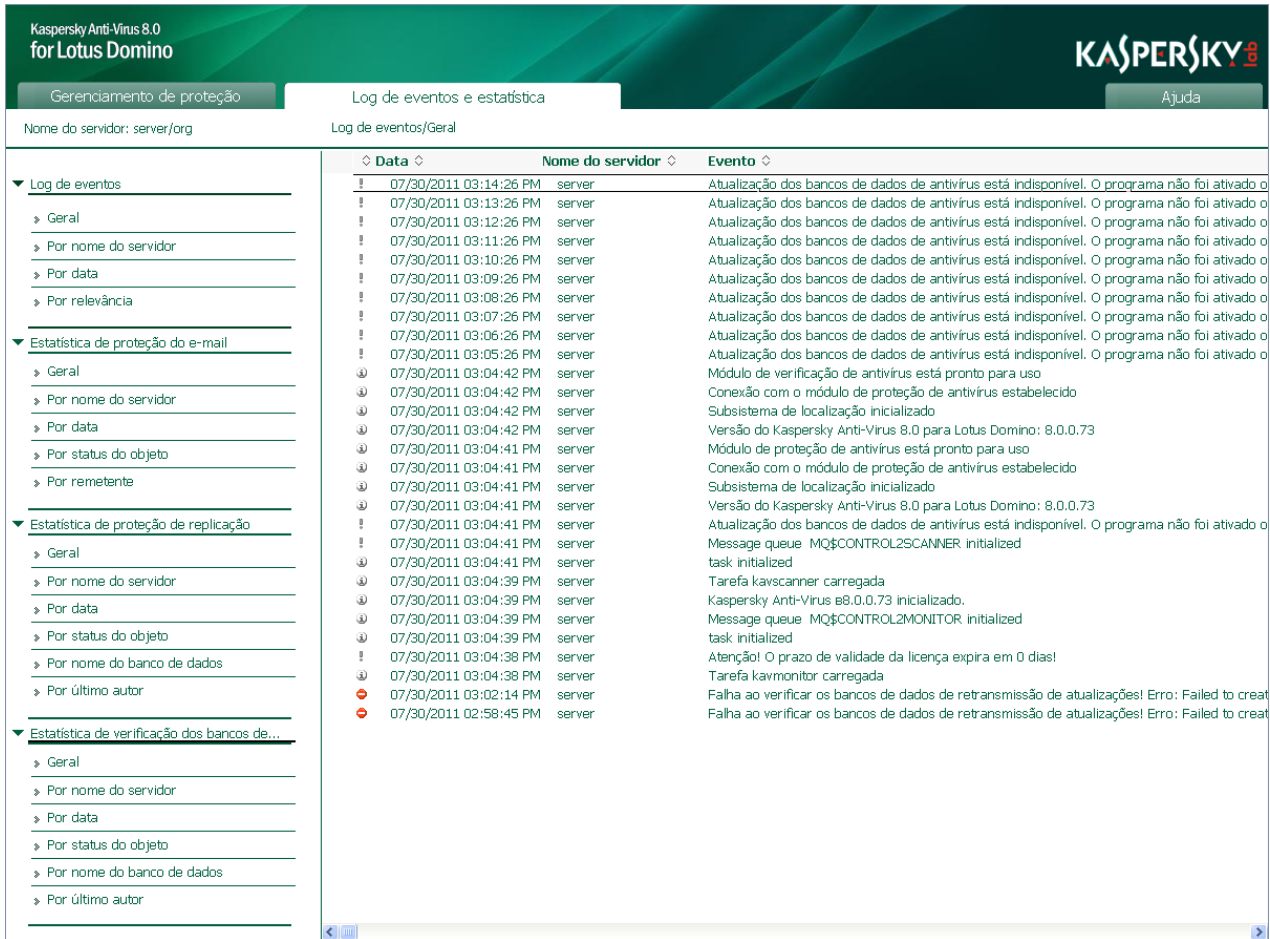 Kaspersky Anti-Virus 8.0
for Lotus Domino
KASPERSKY lab
Gerenciamento de proteção
Log de eventos e estatística
Ajuda
Nome do servidor: server/org
Log de eventos/Geral
Log de eventos
Geral
Por nome do servidor
Por data
Por relevância
Estatística de proteção do e-mail
Geral
Por nome do servidor
Por data
Por status do objeto
Por remetente
Estatística de proteção de replicação
Geral
Por nome do servidor
Por data
Por status do objeto
Por nome do banco de dados
Por último autor
Estatística de verificação dos bancos de...
Geral
Por nome do servidor
Por data
Por status do objeto
Por nome do banco de dados
Por último autor
Data Nome do servidor Evento
07/30/2011 03:14:26 PM server Atualização dos bancos de dados de antivírus está indisponível. O programa não foi ativado o
07/30/2011 03:13:26 PM server Atualização dos bancos de dados de antivírus está indisponível. O programa não foi ativado o
07/30/2011 03:12:26 PM server Atualização dos bancos de dados de antivírus está indisponível. O programa não foi ativado o
07/30/2011 03:11:26 PM server Atualização dos bancos de dados de antivírus está indisponível. O programa não foi ativado o
07/30/2011 03:10:26 PM server Atualização dos bancos de dados de antivírus está indisponível. O programa não foi ativado o
07/30/2011 03:09:26 PM server Atualização dos bancos de dados de antivírus está indisponível. O programa não foi ativado o
07/30/2011 03:08:26 PM server Atualização dos bancos de dados de antivírus está indisponível. O programa não foi ativado o
07/30/2011 03:07:26 PM server Atualização dos bancos de dados de antivírus está indisponível. O programa não foi ativado o
07/30/2011 03:06:26 PM server Atualização dos bancos de dados de antivírus está indisponível. O programa não foi ativado o
07/30/2011 03:05:26 PM server Atualização dos bancos de dados de antivírus está indisponível. O programa não foi ativado o
07/30/2011 03:04:42 PM server Módulo de verificação de antivírus está pronto para uso
07/30/2011 03:04:42 PM server Conexão com o módulo de proteção de antivírus estabelecido
07/30/2011 03:04:42 PM server Subsistema de localização inicializado
07/30/2011 03:04:42 PM server Versão do Kaspersky Anti-Virus 8.0 para Lotus Domino: 8.0.0.73
07/30/2011 03:04:41 PM server Módulo de proteção de antivírus está pronto para uso
07/30/2011 03:04:41 PM server Conexão com o módulo de proteção de antivírus estabelecido
07/30/2011 03:04:41 PM server Subsistema de localização inicializado
07/30/2011 03:04:41 PM server Versão do Kaspersky Anti-Virus 8.0 para Lotus Domino: 8.0.0.73
07/30/2011 03:04:41 PM server Atualização dos bancos de dados de antivírus está indisponível. O programa não foi ativado o
07/30/2011 03:04:41 PM server Message queue MQ$CONTROL2SCANNER initialized
07/30/2011 03:04:41 PM server task initialized
07/30/2011 03:04:39 PM server Tarefa kavscanner carregada
07/30/2011 03:04:39 PM server Kaspersky Anti-Virus в8.0.0.73 inicializado.
07/30/2011 03:04:39 PM server Message queue MQ$CONTROL2MONITOR initialized
07/30/2011 03:04:39 PM server task initialized
07/30/2011 03:04:38 PM server Atenção! O prazo de validade da licença expira em 0 dias!
07/30/2011 03:04:38 PM server Tarefa kavmonitor carregada
07/30/2011 03:02:14 PM server Falha ao verificar os bancos de dados de retransmissão de atualizações! Erro: Failed to creat
07/30/2011 02:58:45 PM server Falha ao verificar os bancos de dados de retransmissão de atualizações! Erro: Failed to creat